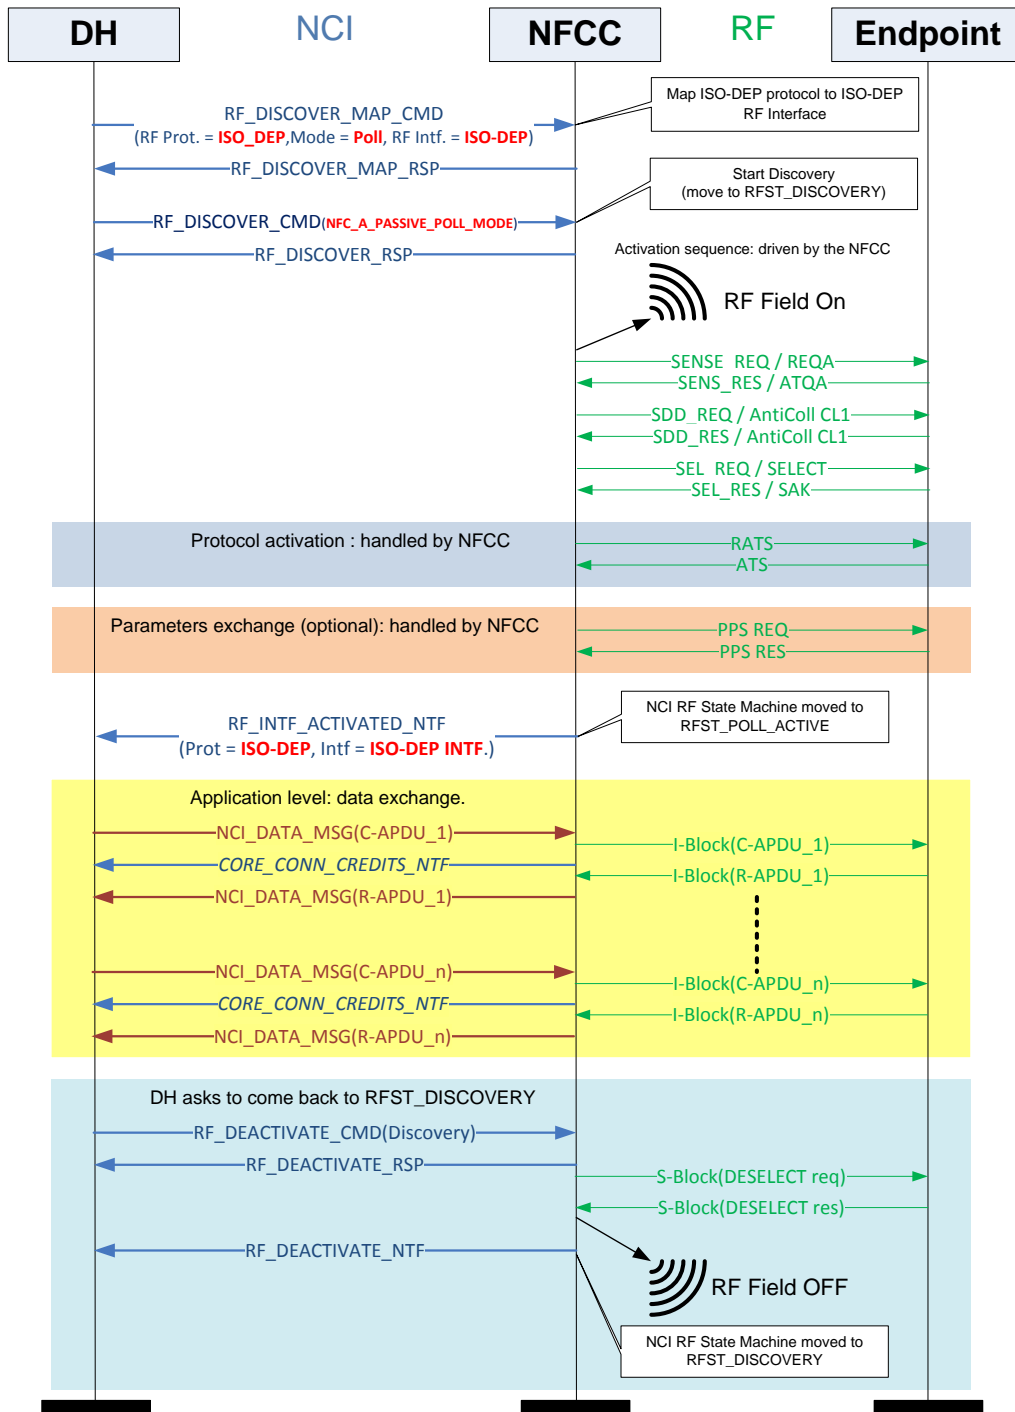 DH
NCI
NFCC
RF
Endpoint
RF_DISCOVER_MAP_CMD
(RF Prot. = ISO_DEP,Mode = Poll, RF Intf. = ISO-DEP)
Map ISO-DEP protocol to ISO-DEP
RF Interface
RF_DISCOVER_MAP_RSP
Start Discovery
(move to RFST_DISCOVERY)
RF_DISCOVER_CMD(NFC_A_PASSIVE_POLL_MODE)
RF_DISCOVER_RSP
Activation sequence: driven by the NFCC
RF Field On
SENSE_REQ / REQA
SENS_RES / ATQA
SDD_REQ / AntiColl CL1
SDD_RES / AntiColl CL1
SEL_REQ / SELECT
SEL_RES / SAK
Protocol activation : handled by NFCC
RATS
ATS
Parameters exchange (optional): handled by NFCC
PPS REQ
PPS RES
NCI RF State Machine moved to
RFST_POLL_ACTIVE
RF_INTF_ACTIVATED_NTF
(Prot = ISO-DEP, Intf = ISO-DEP INTF.)
Application level: data exchange.
NCI_DATA_MSG(C-APDU_1)
I-Block(C-APDU_1)
CORE_CONN_CREDITS_NTF
I-Block(R-APDU_1)
NCI_DATA_MSG(R-APDU_1)
NCI_DATA_MSG(C-APDU_n)
I-Block(C-APDU_n)
CORE_CONN_CREDITS_NTF
I-Block(R-APDU_n)
NCI_DATA_MSG(R-APDU_n)
DH asks to come back to RFST_DISCOVERY
RF_DEACTIVATE_CMD(Discovery)
RF_DEACTIVATE_RSP
S-Block(DESELECT req)
S-Block(DESELECT res)
RF_DEACTIVATE_NTF
RF Field OFF
NCI RF State Machine moved to
RFST_DISCOVERY